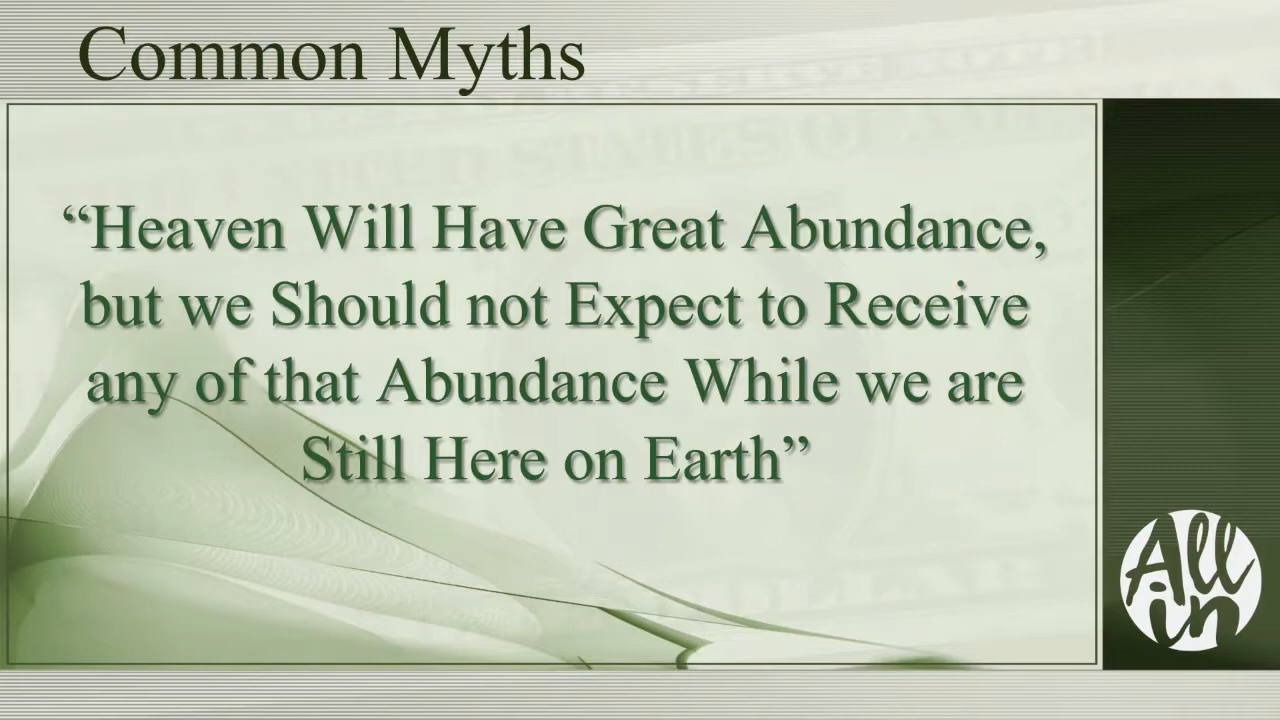 Common Myths
“Heaven Will Have Great Abundance,
but we Should not Expect to Receive
any of that Abundance While we are
Still Here on Earth”
All
in